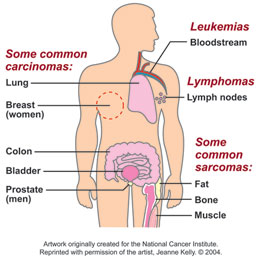 Some common
carcinomas:
Lung
Breast
(women)
Colon
Bladder
Prostate
(men)
Leukemias
Bloodstream
Lymphomas
Lymph nodes
Some
common
sarcomas:
Fat
Bone
Muscle
Artwork originally created for the National Cancer Institute.
Reprinted with permission of the artist, Jeanne Kelly. © 2004.